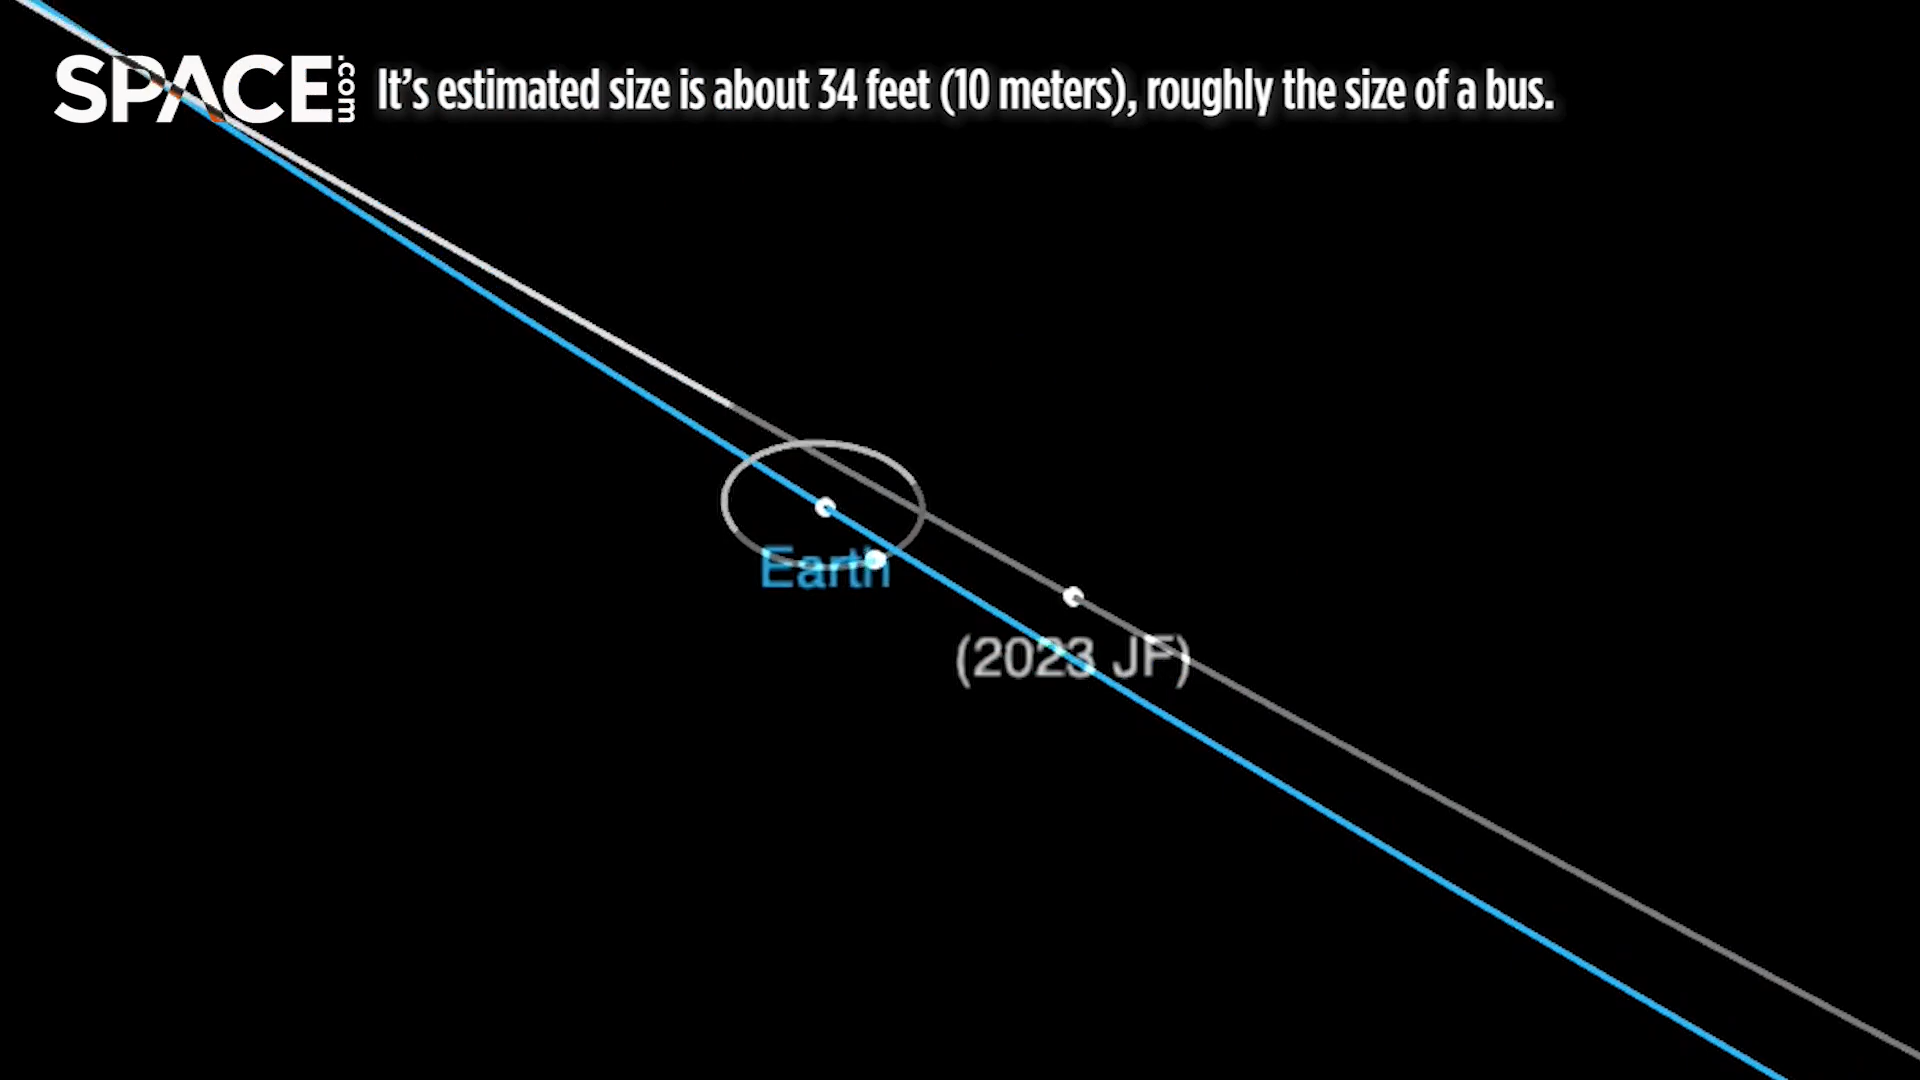 SPACE.com
It's estimated size is about 34 feet (10 meters), roughly the size of a bus.
Earth
(2023 JF)